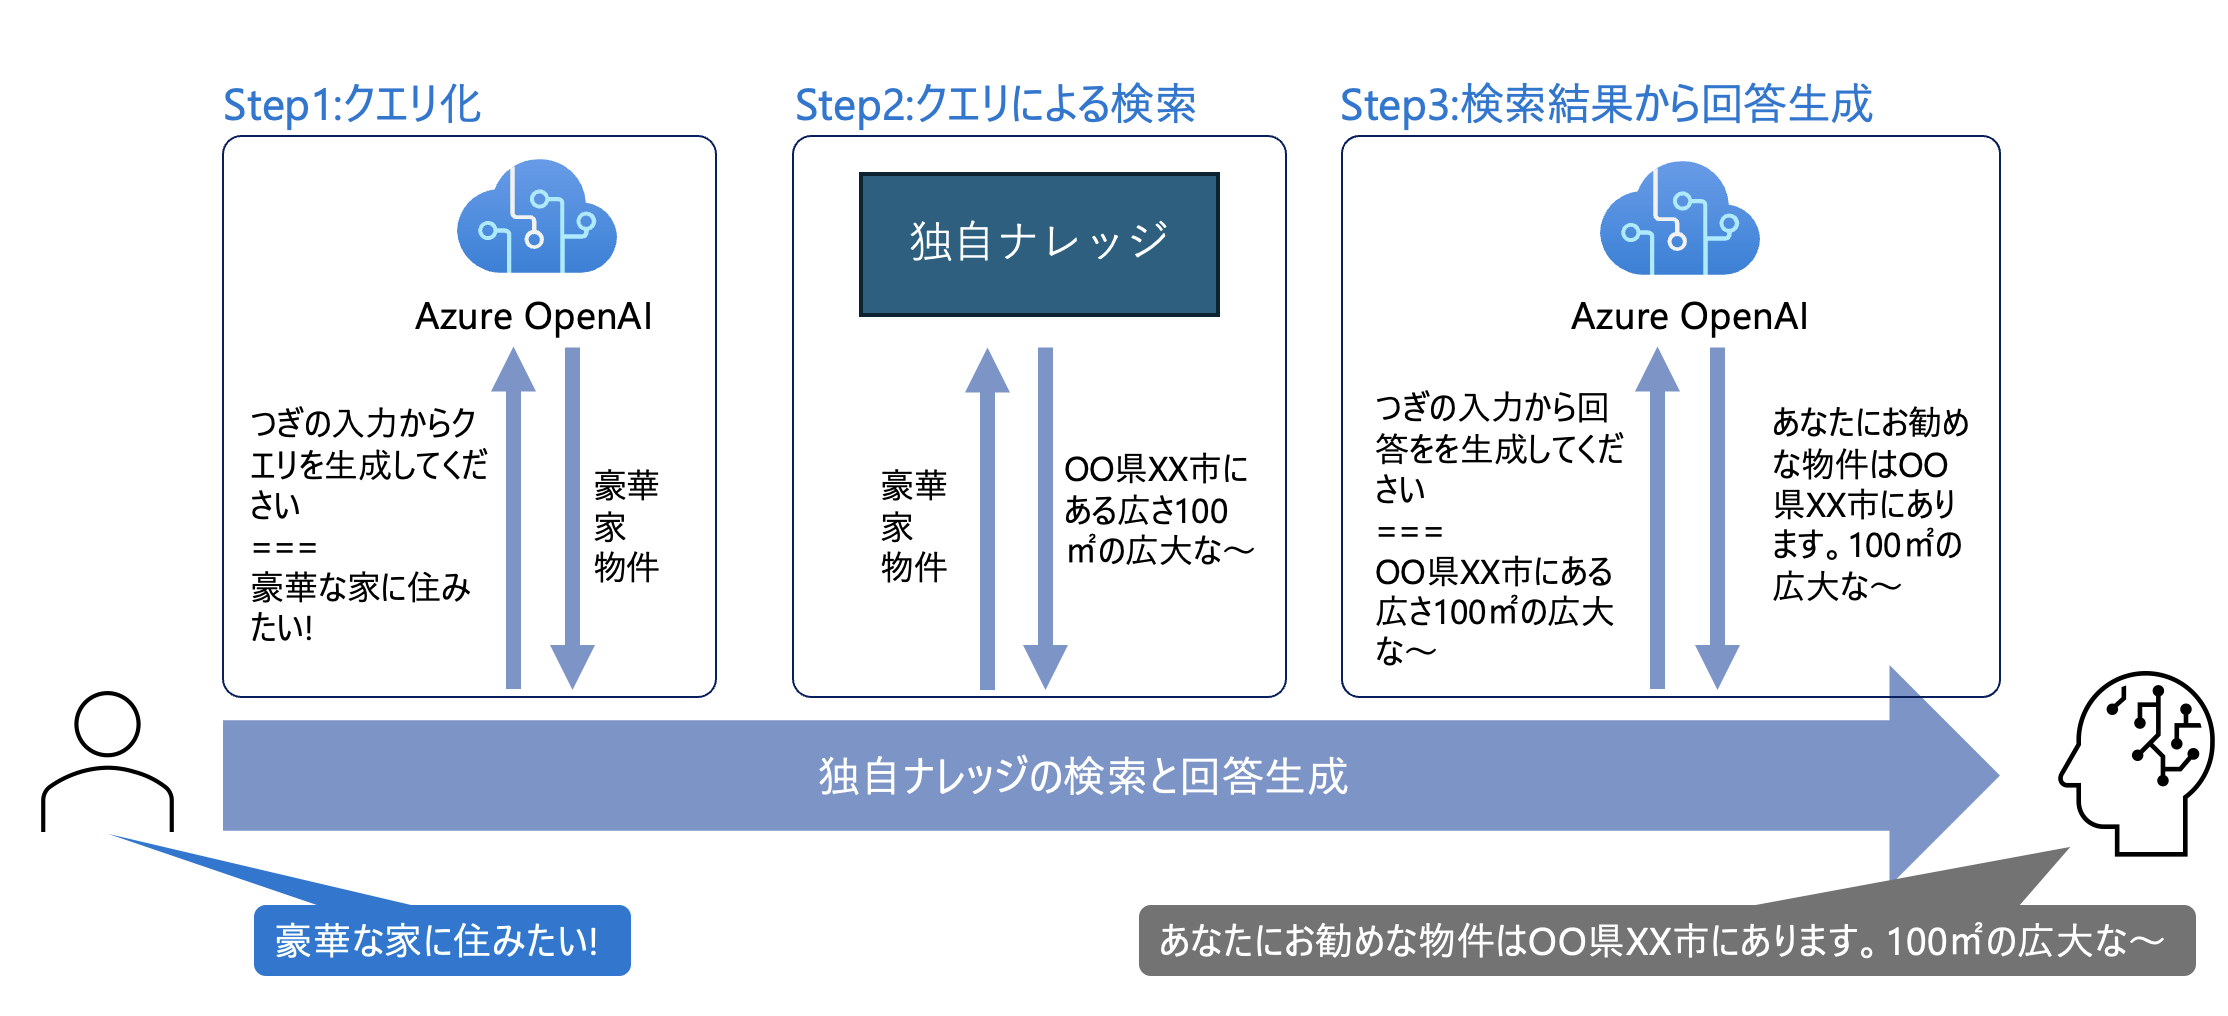 Step1:クエリ化
Azure OpenAI
つぎの入力からク
エリを生成してくだ
さい
===
豪華な家に住み
たい!
豪華
家
物件
Step2:クエリによる検索
独自ナレッジ
豪華
家
物件
〇〇県XX市に
ある広さ100
㎡の広大な～
Step3:検索結果から回答生成
Azure OpenAI
つぎの入力から回
答をを生成してくだ
さい
===
〇〇県XX市にある
広さ100㎡の広大
な～
あなたにお勧め
な物件は〇〇
県XX市にあり
ます。100㎡の
広大な～
独自ナレッジの検索と回答生成
豪華な家に住みたい!
あなたにお勧めな物件は〇〇県XX市にあります。100㎡の広大な～